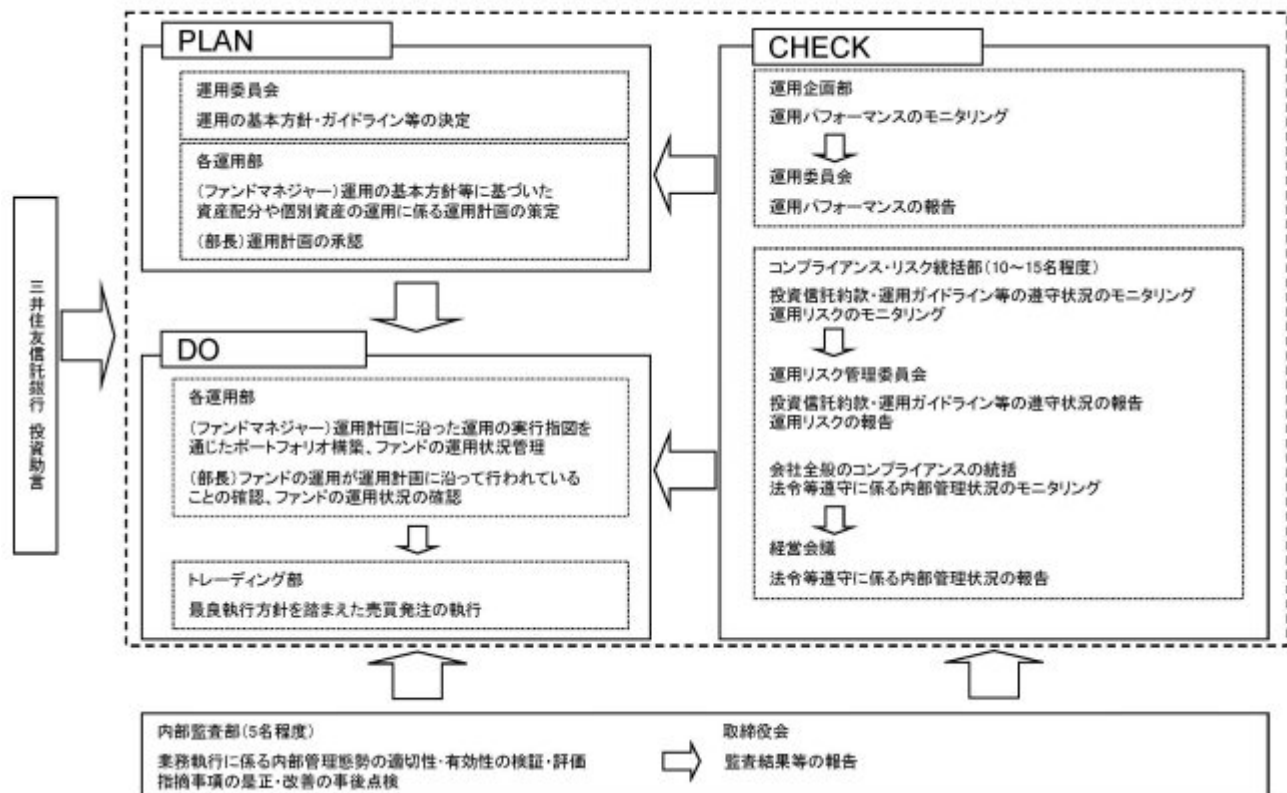 三井住友信託銀行 投資助言
PLAN
運用委員会
運用の基本方針・ガイドライン等の決定
各運用部
(ファンドマネジャー)運用の基本方針等に基づいた
資産配分や個別資産の運用に係る運用計画の策定
(部長)運用計画の承認
DO
各運用部
(ファンドマネジャー)運用計画に沿った運用の実行指図を
通じたポートフォリオ構築、ファンドの運用状況管理
(部長)ファンドの運用が運用計画に沿って行われている
ことの確認、ファンドの運用状況の確認
トレーディング部
最良執行方針を踏まえた売買発注の執行
CHECK
運用企画部
運用パフォーマンスのモニタリング
運用委員会
運用パフォーマンスの報告
コンプライアンス・リスク統括部(10~15名程度)
投資信託約款・運用ガイドライン等の遵守状況のモニタリング
運用リスクのモニタリング
運用リスク管理委員会
投資信託約款・運用ガイドライン等の遵守状況の報告
運用リスクの報告
会社全般のコンプライアンスの統括
法令等遵守に係る内部管理状況のモニタリング
経営会議
法令等遵守に係る内部管理状況の報告
内部監査部(5名程度)
業務執行に係る内部管理態勢の適切性・有効性の検証・評価
指摘事項の是正・改善の事後点検
取締役会
監査結果等の報告